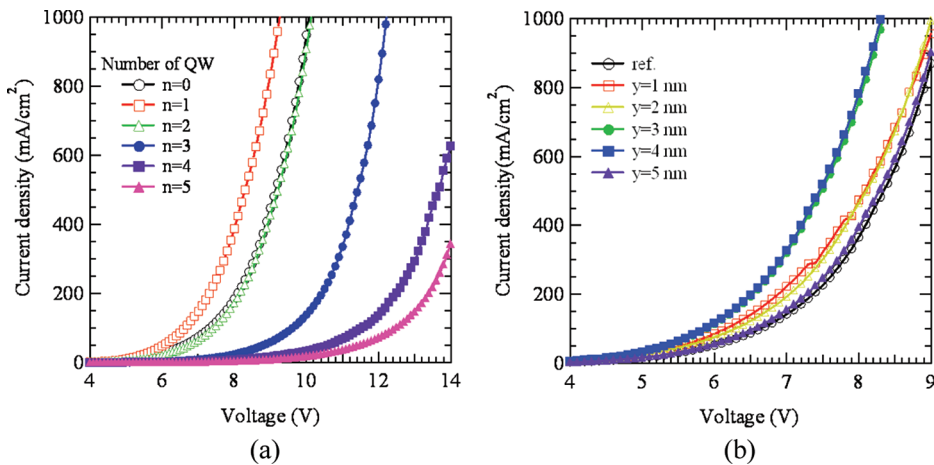 1000
800
600
400
200
0
Current density (mA/cm².)
Number of QW
n=0
n=1
n=2
n=3
n=4
n=5
4
6
8
10
12
14
Voltage (V)
(a)
1000
800
600
400
200
0
Current density(mA/cm²)
ref.
y=1 nm
y=2 nm
y=3 nm
y=4 nm
y=5 nm
4
5
6
7
8
9
Voltage (V)
(b)